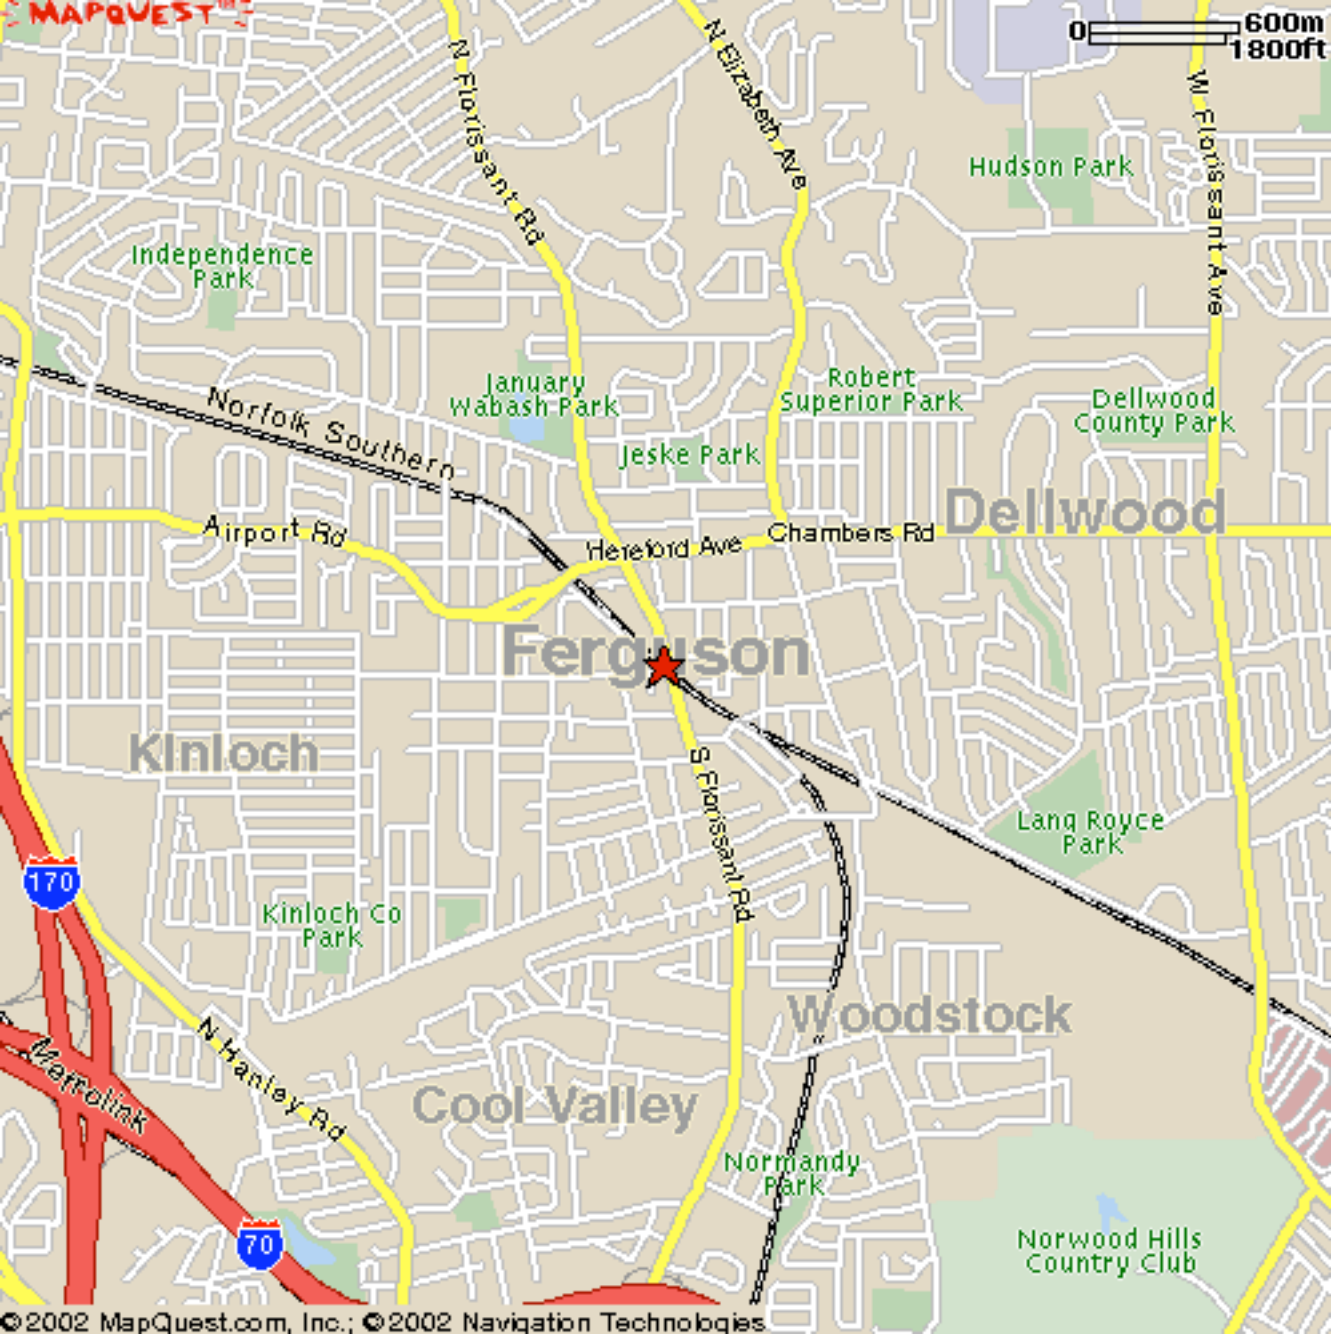 MAPQUEST™
0
600m
1800ft
N Florissant Rd
N Elizabeth Ave
W Florissant Ave
Hudson Park
Independence
Park
January
Wabash Park
Robert
Superior Park
Dellwood
County Park
Norfolk Southern
Jeske Park
Dellwood
Airport Rd
Hereford Ave
Chambers Rd
Ferguson
Kinloch
S Florissant Rd
Lang Royce
Park
170
Kinloch Co
Park
Woodstock
N Hanley Rd
Metrolink
Cool Valley
Normandy
Park
70
Norwood Hills
Country Club
©2002 MapQuest.com, Inc.; ©2002 Navigation Technologies